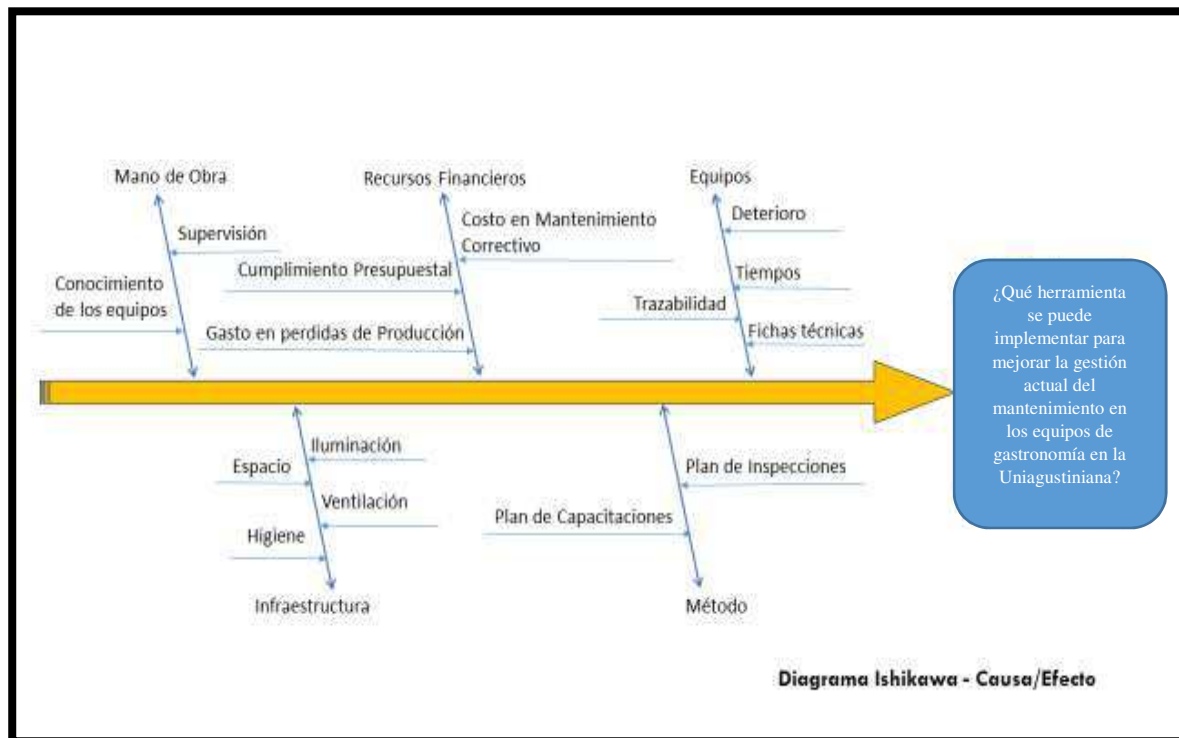 Mano de Obra
Recursos Financieros
Equipos
Supervisión
Conocimiento
de los equipos
Costo en Mantenimiento
Correctivo
Cumplimiento Presupuestal
Gasto en perdidas de Producción
Deterioro
Tiempos
Trazabilidad
Fichas técnicas
¿Qué herramienta
se puede
implementar para
mejorar la gestión
actual del
mantenimiento en
los equipos de
gastronomía en la
Uniagustiniana?
Iluminación
Espacio
Ventilación
Higiene
Infraestructura
Plan de Inspecciones
Plan de Capacitaciones
Método
Diagrama Ishikawa - Causa/Efecto